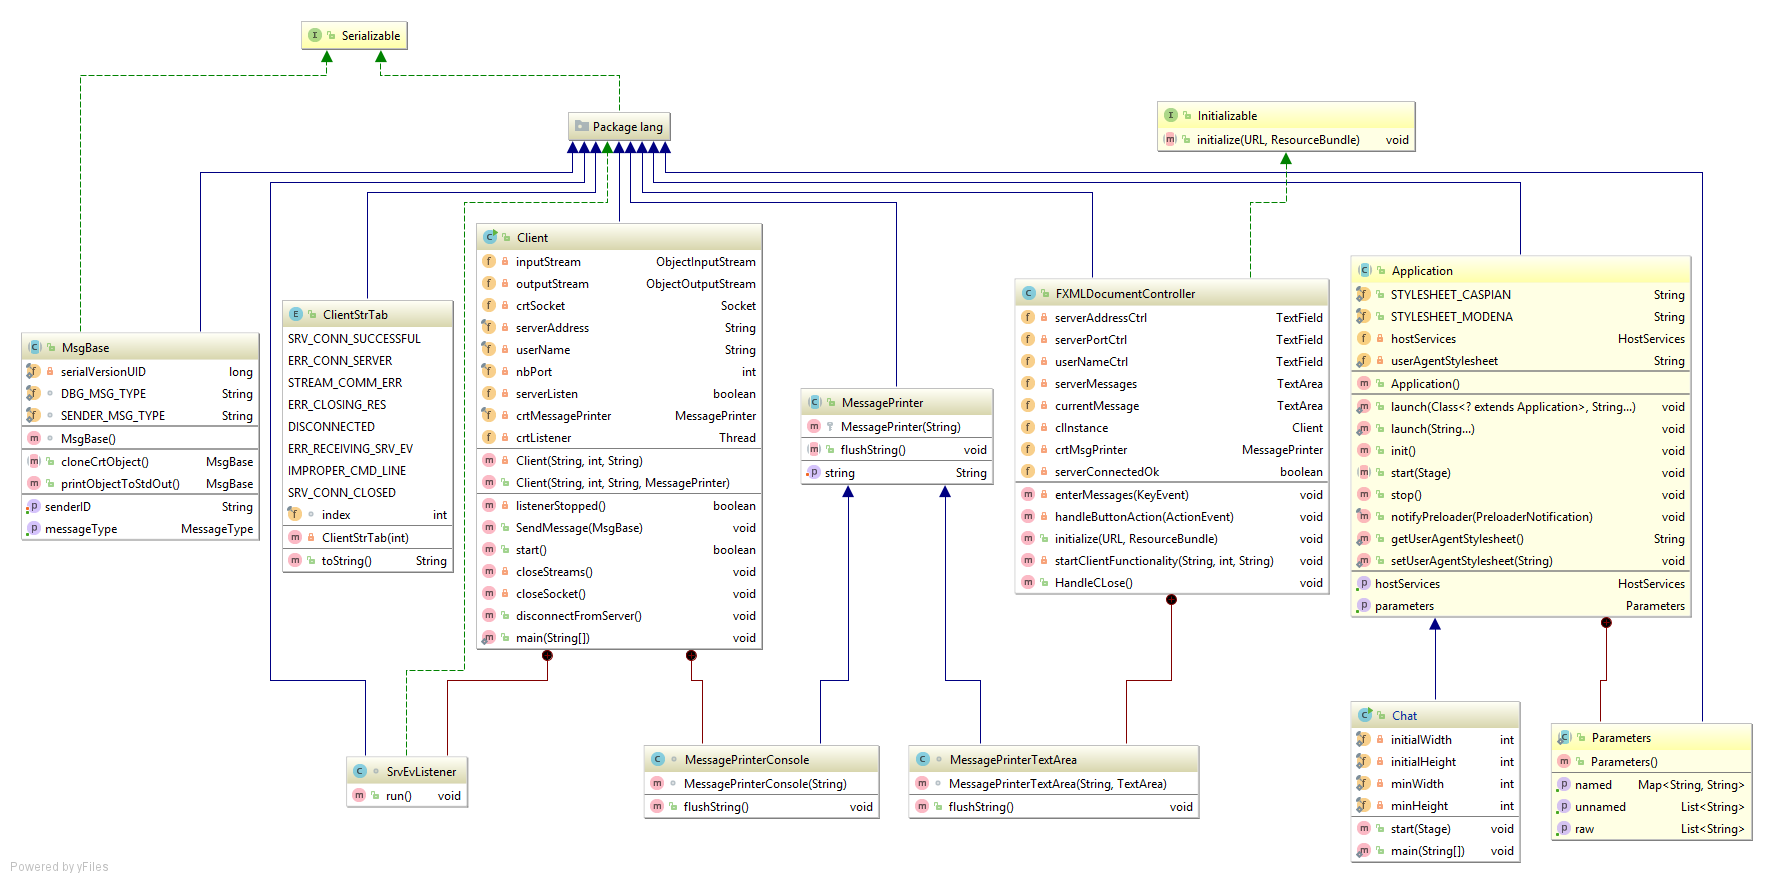 Serializable
Package lang
Initializable
initialize(URL, ResourceBundle) void
MsgBase
serialVersionUID long
DBG_MSG_TYPE String
SENDER_MSG_TYPE String
MsgBase()
cloneCrtObject() MsgBase
printObjectToStdOut() MsgBase
senderID String
messageType MessageType
ClientStrTab
SRV_CONN_SUCCESSFUL
ERR_CONN_SERVER
STREAM_COMM_ERR
ERR_CLOSING_RES
DISCONNECTED
ERR_RECEIVING_SRV_EV
IMPROPER_CMD_LINE
SRV_CONN_CLOSED
index int
ClientStrTab(int)
toString() String
Client
inputStream ObjectInputStream
outputStream ObjectOutputStream
crtSocket Socket
serverAddress String
userName String
nbPort int
serverListen boolean
crtMessagePrinter MessagePrinter
crtListener Thread
Client(String, int, String)
Client(String, int, String, MessagePrinter)
listenerStopped() boolean
SendMessage(MsgBase) void
start() boolean
closeStreams() void
closeSocket() void
disconnectFromServer() void
main(String[]) void
MessagePrinter
MessagePrinter(String)
flushString() void
string String
FXMLDocumentController
serverAddressCtrl TextField
serverPortCtrl TextField
userNameCtrl TextField
serverMessages TextArea
currentMessage TextArea
clInstance Client
crtMsgPrinter MessagePrinter
serverConnectedOk boolean
enterMessages(KeyEvent) void
handleButtonAction(ActionEvent) void
initialize(URL, ResourceBundle) void
startClientFunctionality(String, int, String) void
HandleCLose() void
Application
STYLESHEET_CASPIAN String
STYLESHEET_MODENA String
hostServices HostServices
userAgentStylesheet String
Application()
launch(Class<? extends Application>, String...) void
launch(String...) void
init() void
start(Stage) void
stop() void
notifyPreloader(PreloaderNotification) void
getUserAgentStylesheet() String
setUserAgentStylesheet(String) void
hostServices HostServices
parameters Parameters
SrvEvListener
run() void
MessagePrinterConsole
MessagePrinterConsole(String)
flushString() void
MessagePrinterTextArea
MessagePrinterTextArea(String, TextArea)
flushString() void
Chat
initialWidth int
initialHeight int
minWidth int
minHeight int
start(Stage) void
main(String[]) void
Parameters
Parameters()
named Map<String, String>
unnamed List<String>
raw List<String>
Powered by yFiles